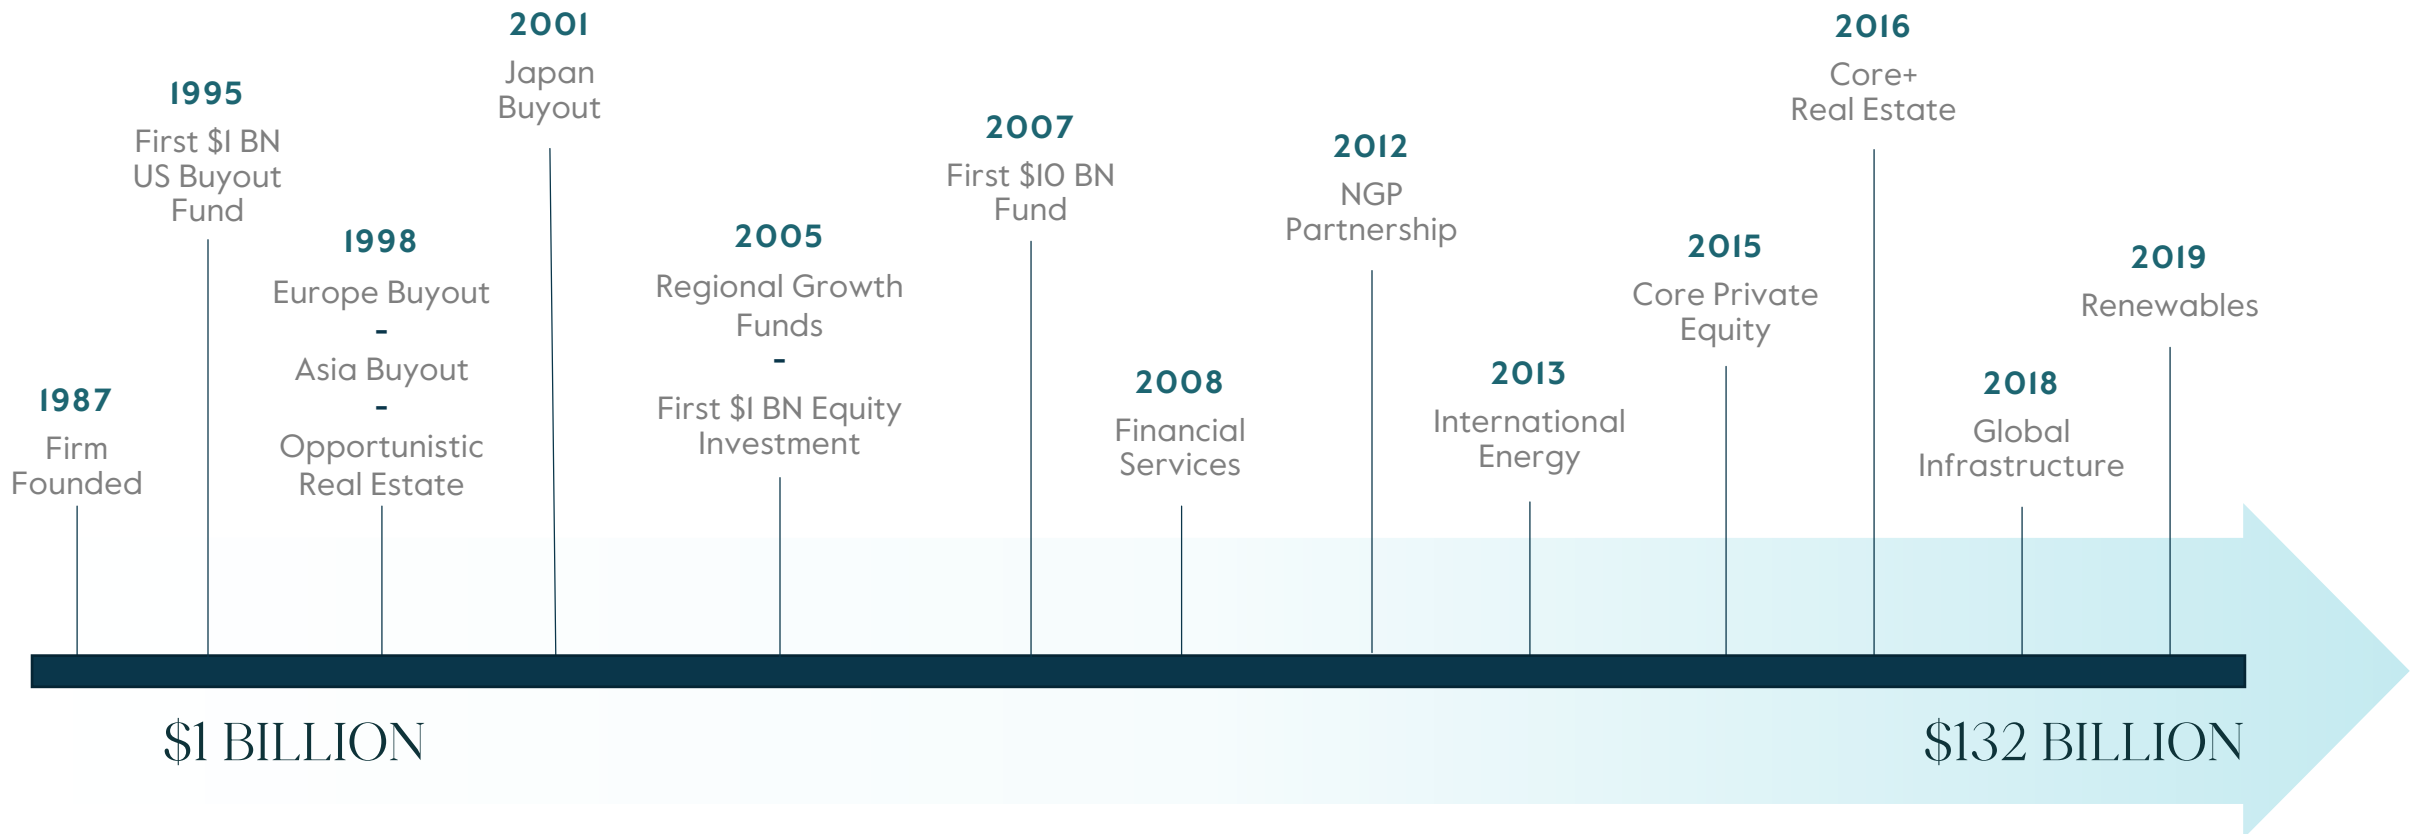 1987
Firm
Founded
1995
First $1 BN
US Buyout
Fund
1998
Europe Buyout
-
Asia Buyout
-
Opportunistic
Real Estate
2001
Japan
Buyout
2005
Regional Growth
Funds
-
First $1 BN Equity
Investment
2007
First $10 BN
Fund
2008
Financial
Services
2012
NGP
Partnership
2013
International
Energy
2015
Core Private
Equity
2016
Core+
Real Estate
2018
Global
Infrastructure
2019
Renewables
$1 BILLION
$132 BILLION